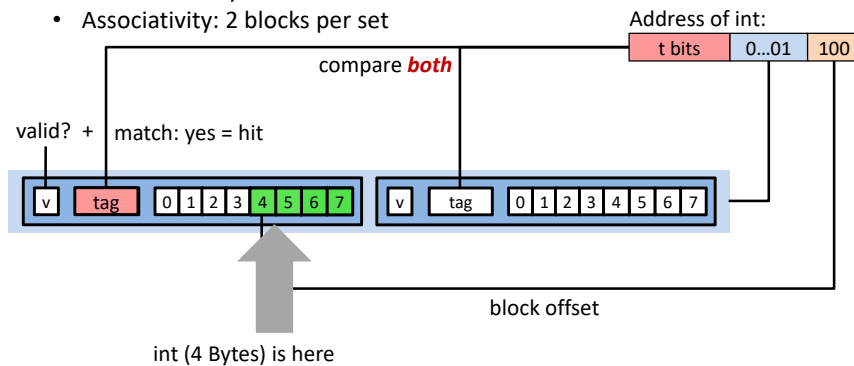 • Associativity: 2 blocks per set
Address of int:
t bits 0...01 100
compare both
valid? + match: yes = hit
v tag 0 1 2 3 4 5 6 7 v tag 0 1 2 3 4 5 6 7
block offset
int (4 Bytes) is here